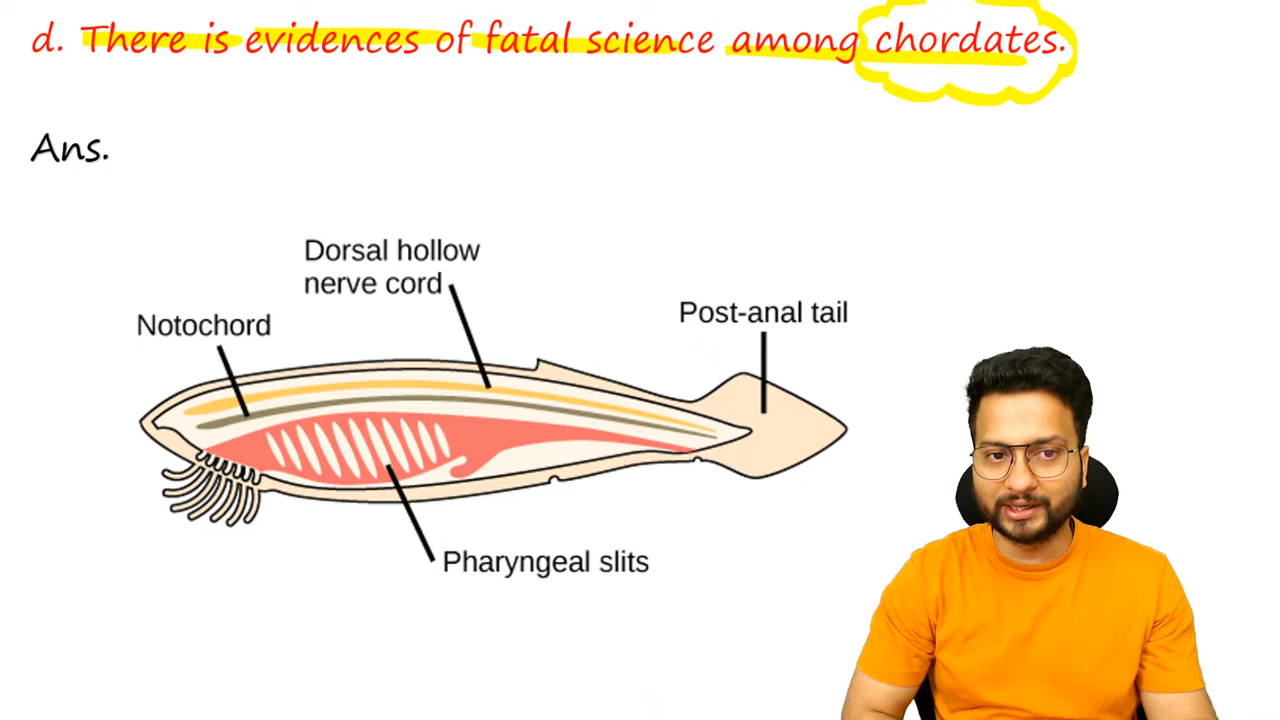 d. There is evidences of fatal science among chordates.
Ans.
Dorsal hollow
nerve cord
Notochord
Post-anal tail
Pharyngeal slits